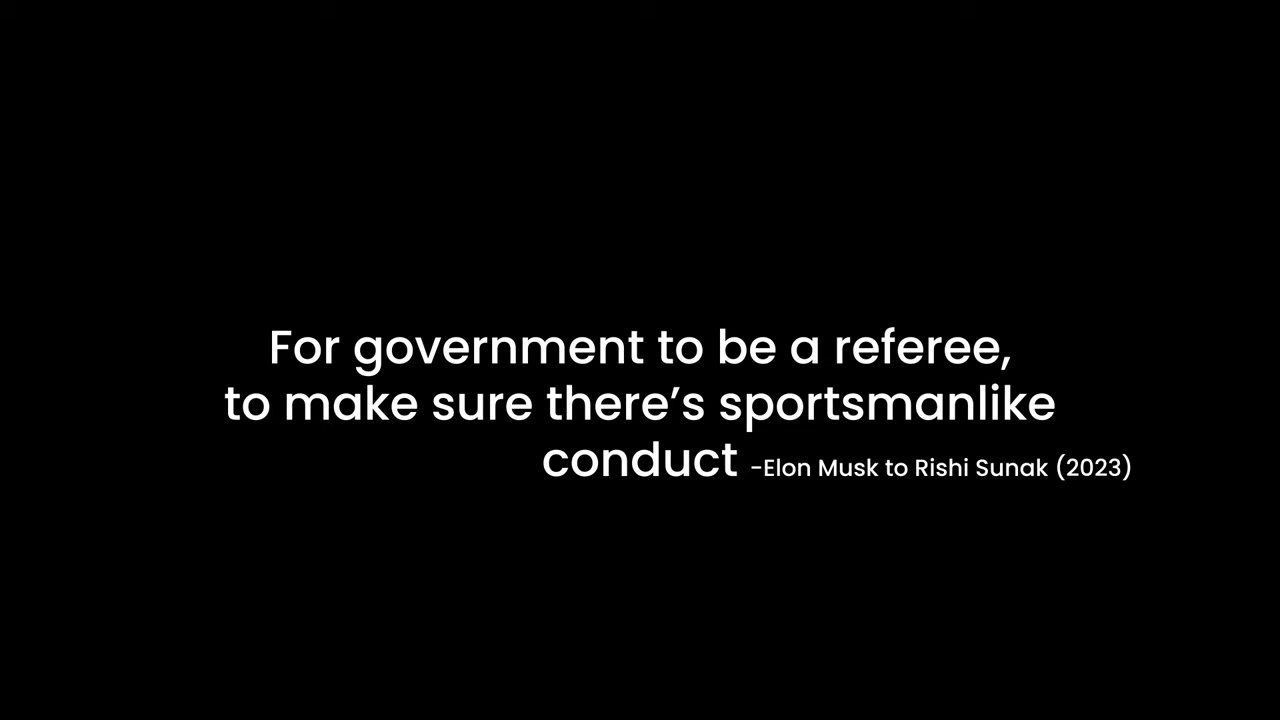 For government to be a referee,
to make sure there’s sportsmanlike
conduct -Elon Musk to Rishi Sunak (2023)